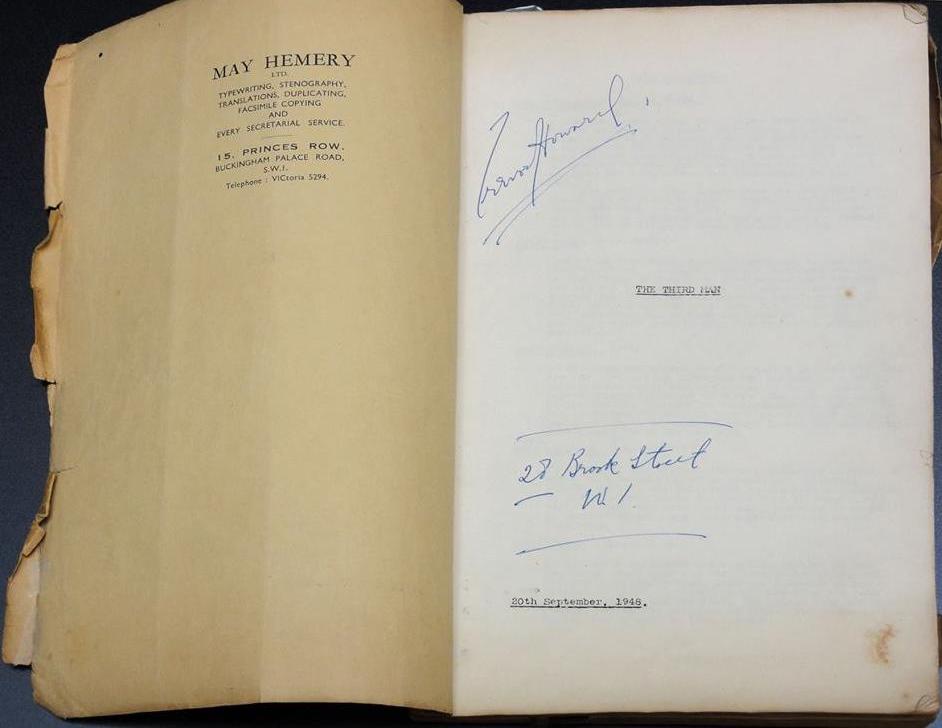 MAY HEMERY
LTD.
TYPEWRITING, STENOGRAPHY,
TRANSLATIONS, DUPLICATING,
FACSIMILE COPYING
AND
EVERY SECRETARIAL SERVICE.
15, PRINCES ROW.
BUCKINGHAM PALACE ROAD,
S.W.1.
Telephone : VICtoria 5294.
Trevor Howard.
THE THIRD MAN
28 Brook Street
W1.
20th September, 1948.